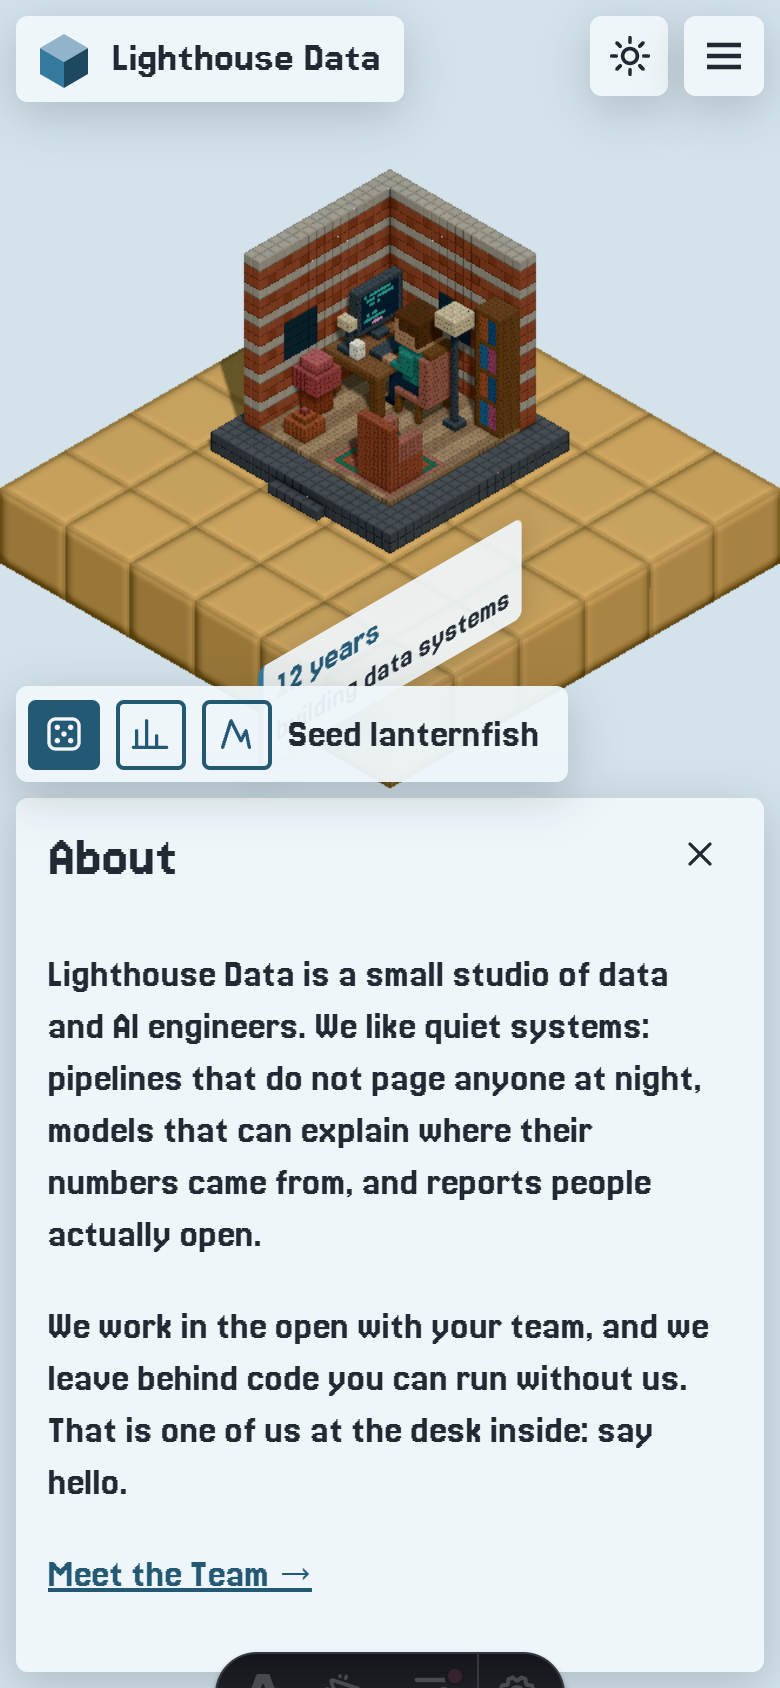 Lighthouse Data
12 years
building data systems
Seed lanternfish
About
Lighthouse Data is a small studio of data
and AI engineers. We like quiet systems:
pipelines that do not page anyone at night,
models that can explain where their
numbers came from, and reports people
actually open.
We work in the open with your team, and we
leave behind code you can run without us.
That is one of us at the desk inside: say
hello.
Meet the Team →